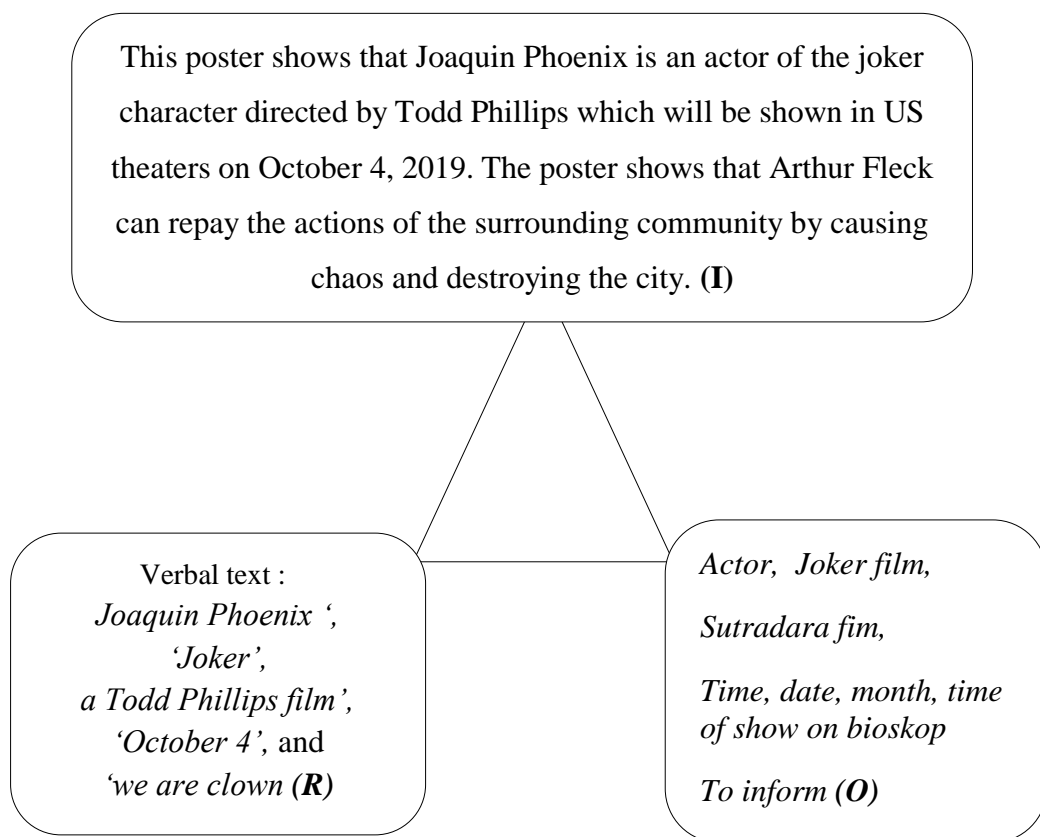 This poster shows that Joaquin Phoenix is an actor of the joker
character directed by Todd Phillips which will be shown in US
theaters on October 4, 2019. The poster shows that Arthur Fleck
can repay the actions of the surrounding community by causing
chaos and destroying the city. (I)
Verbal text :
Joaquin Phoenix ‘,
‘Joker’,
a Todd Phillips film’,
‘October 4’, and
‘we are clown (R)
Actor,  Joker film,
Sutradara fim,
Time, date, month, time
of show on bioskop
To inform (O)